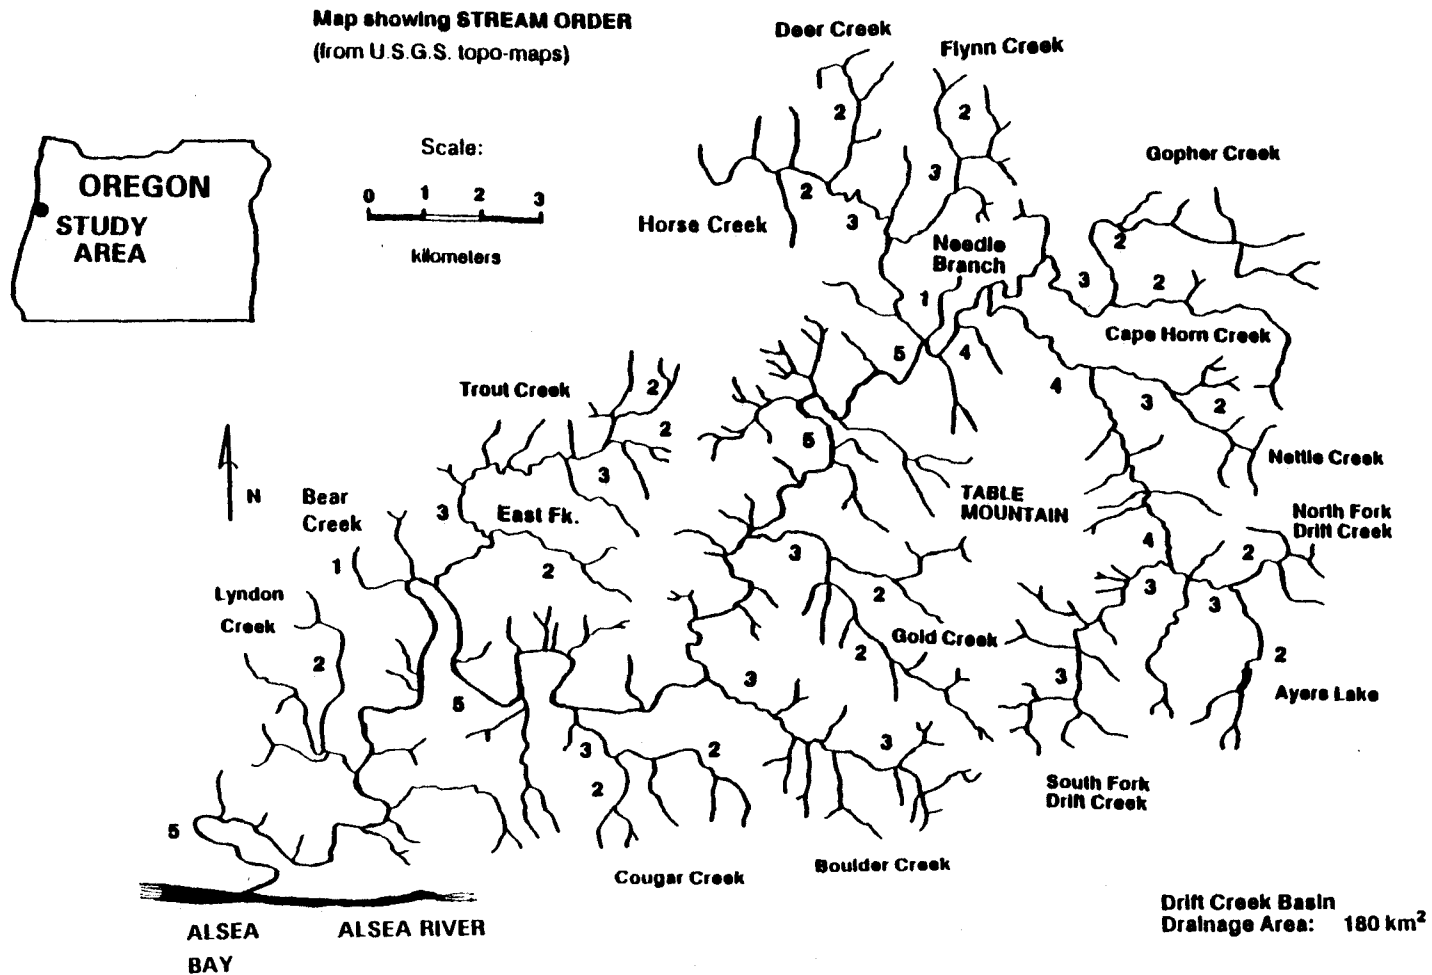 Map showing STREAM ORDER
(from U.S.G.S. topo-maps)
Deer Creek
Flynn Creek
Scale:
0 1 2 3
kilometers
OREGON
STUDY
AREA
Gopher Creek
2
2
3
Horse Creek
2
3
Needle
Branch
2
3
2
1
Cape Horn Creek
5
4
4
Trout Creek
2
2
3
3
2
Nettle Creek
5
N
Bear
Creek
3
East Fk.
TABLE
MOUNTAIN
North Fork
Drift Creek
1
2
3
4
2
Lyndon
Creek
2
3
3
2
Gold Creek
2
3
2
Ayers Lake
5
3
3
3
2
2
South Fork
Drift Creek
5
Cougar Creek
Boulder Creek
ALSEA
BAY
ALSEA RIVER
Drift Creek Basin
Drainage Area: 180 km²